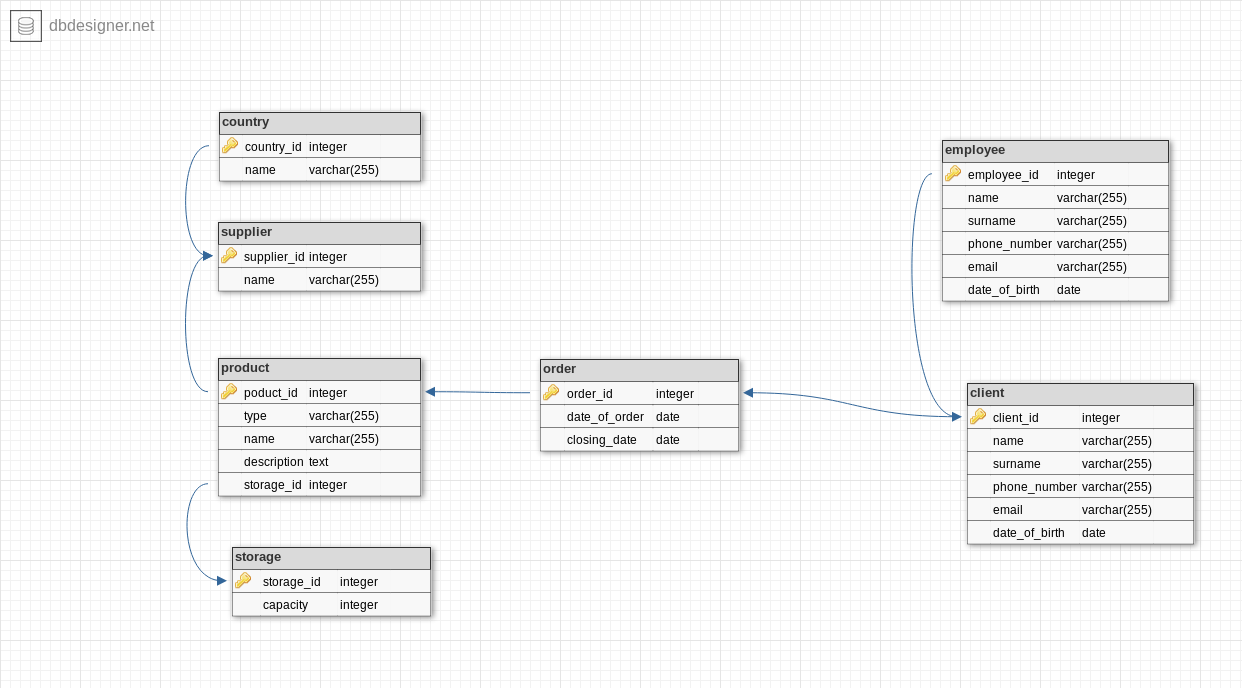 dbdesigner.net
country
country_id integer
name varchar(255)
supplier
supplier_id integer
name varchar(255)
product
poduct_id integer
type varchar(255)
name varchar(255)
description text
storage_id integer
storage
storage_id integer
capacity integer
order
order_id integer
date_of_order date
closing_date date
employee
employee_id integer
name varchar(255)
surname varchar(255)
phone_number varchar(255)
email varchar(255)
date_of_birth date
client
client_id integer
name varchar(255)
surname varchar(255)
phone_number varchar(255)
email varchar(255)
date_of_birth date